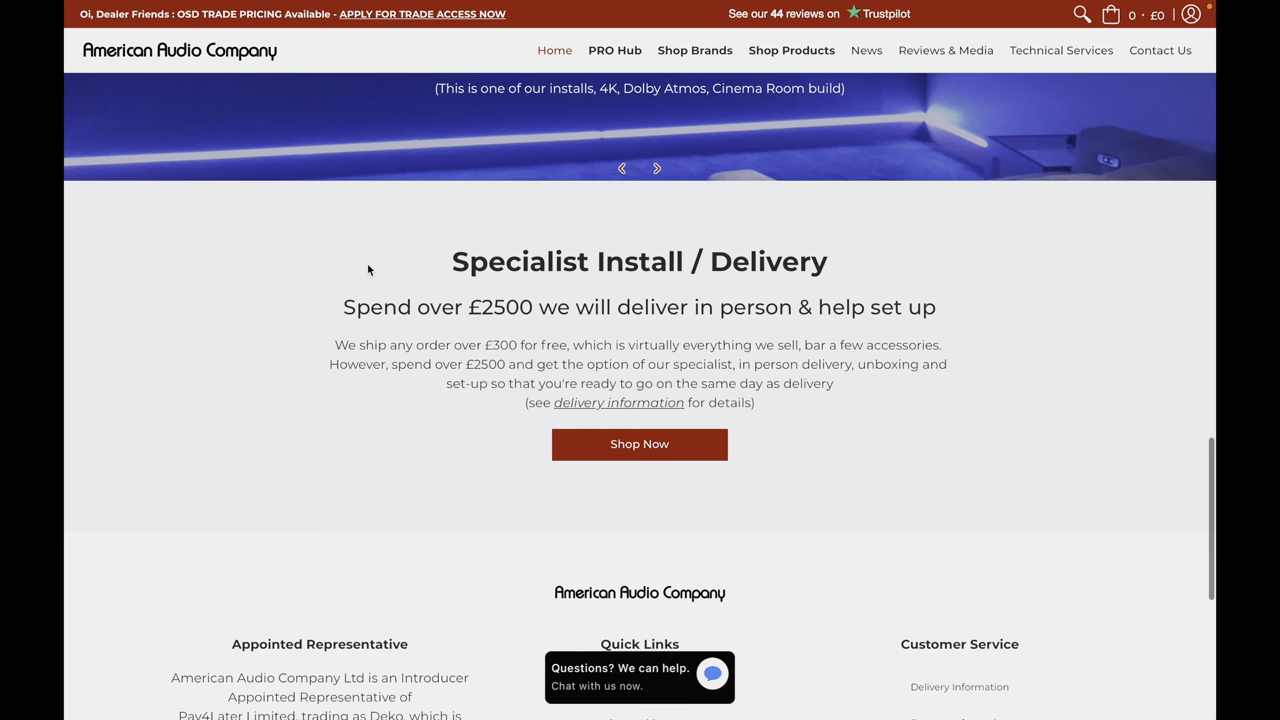 Oi, Dealer Friends : OSD TRADE PRICING Available - APPLY FOR TRADE ACCESS NOW
See our 44 reviews on Trustpilot
0 · £0 |
American Audio Company
Home PRO Hub Shop Brands Shop Products News Reviews & Media Technical Services Contact Us
(This is one of our installs, 4K, Dolby Atmos, Cinema Room build)
Specialist Install / Delivery
Spend over £2500 we will deliver in person & help set up
We ship any order over £300 for free, which is virtually everything we sell, bar a few accessories.
However, spend over £2500 and get the option of our specialist, in person delivery, unboxing and
set-up so that you're ready to go on the same day as delivery
(see delivery information for details)
Shop Now
American Audio Company
Appointed Representative
American Audio Company Ltd is an Introducer
Appointed Representative of
Pay4Later Limited, trading as Deko, which is
Quick Links
Questions? We can help.
Chat with us now.
Customer Service
Delivery Information